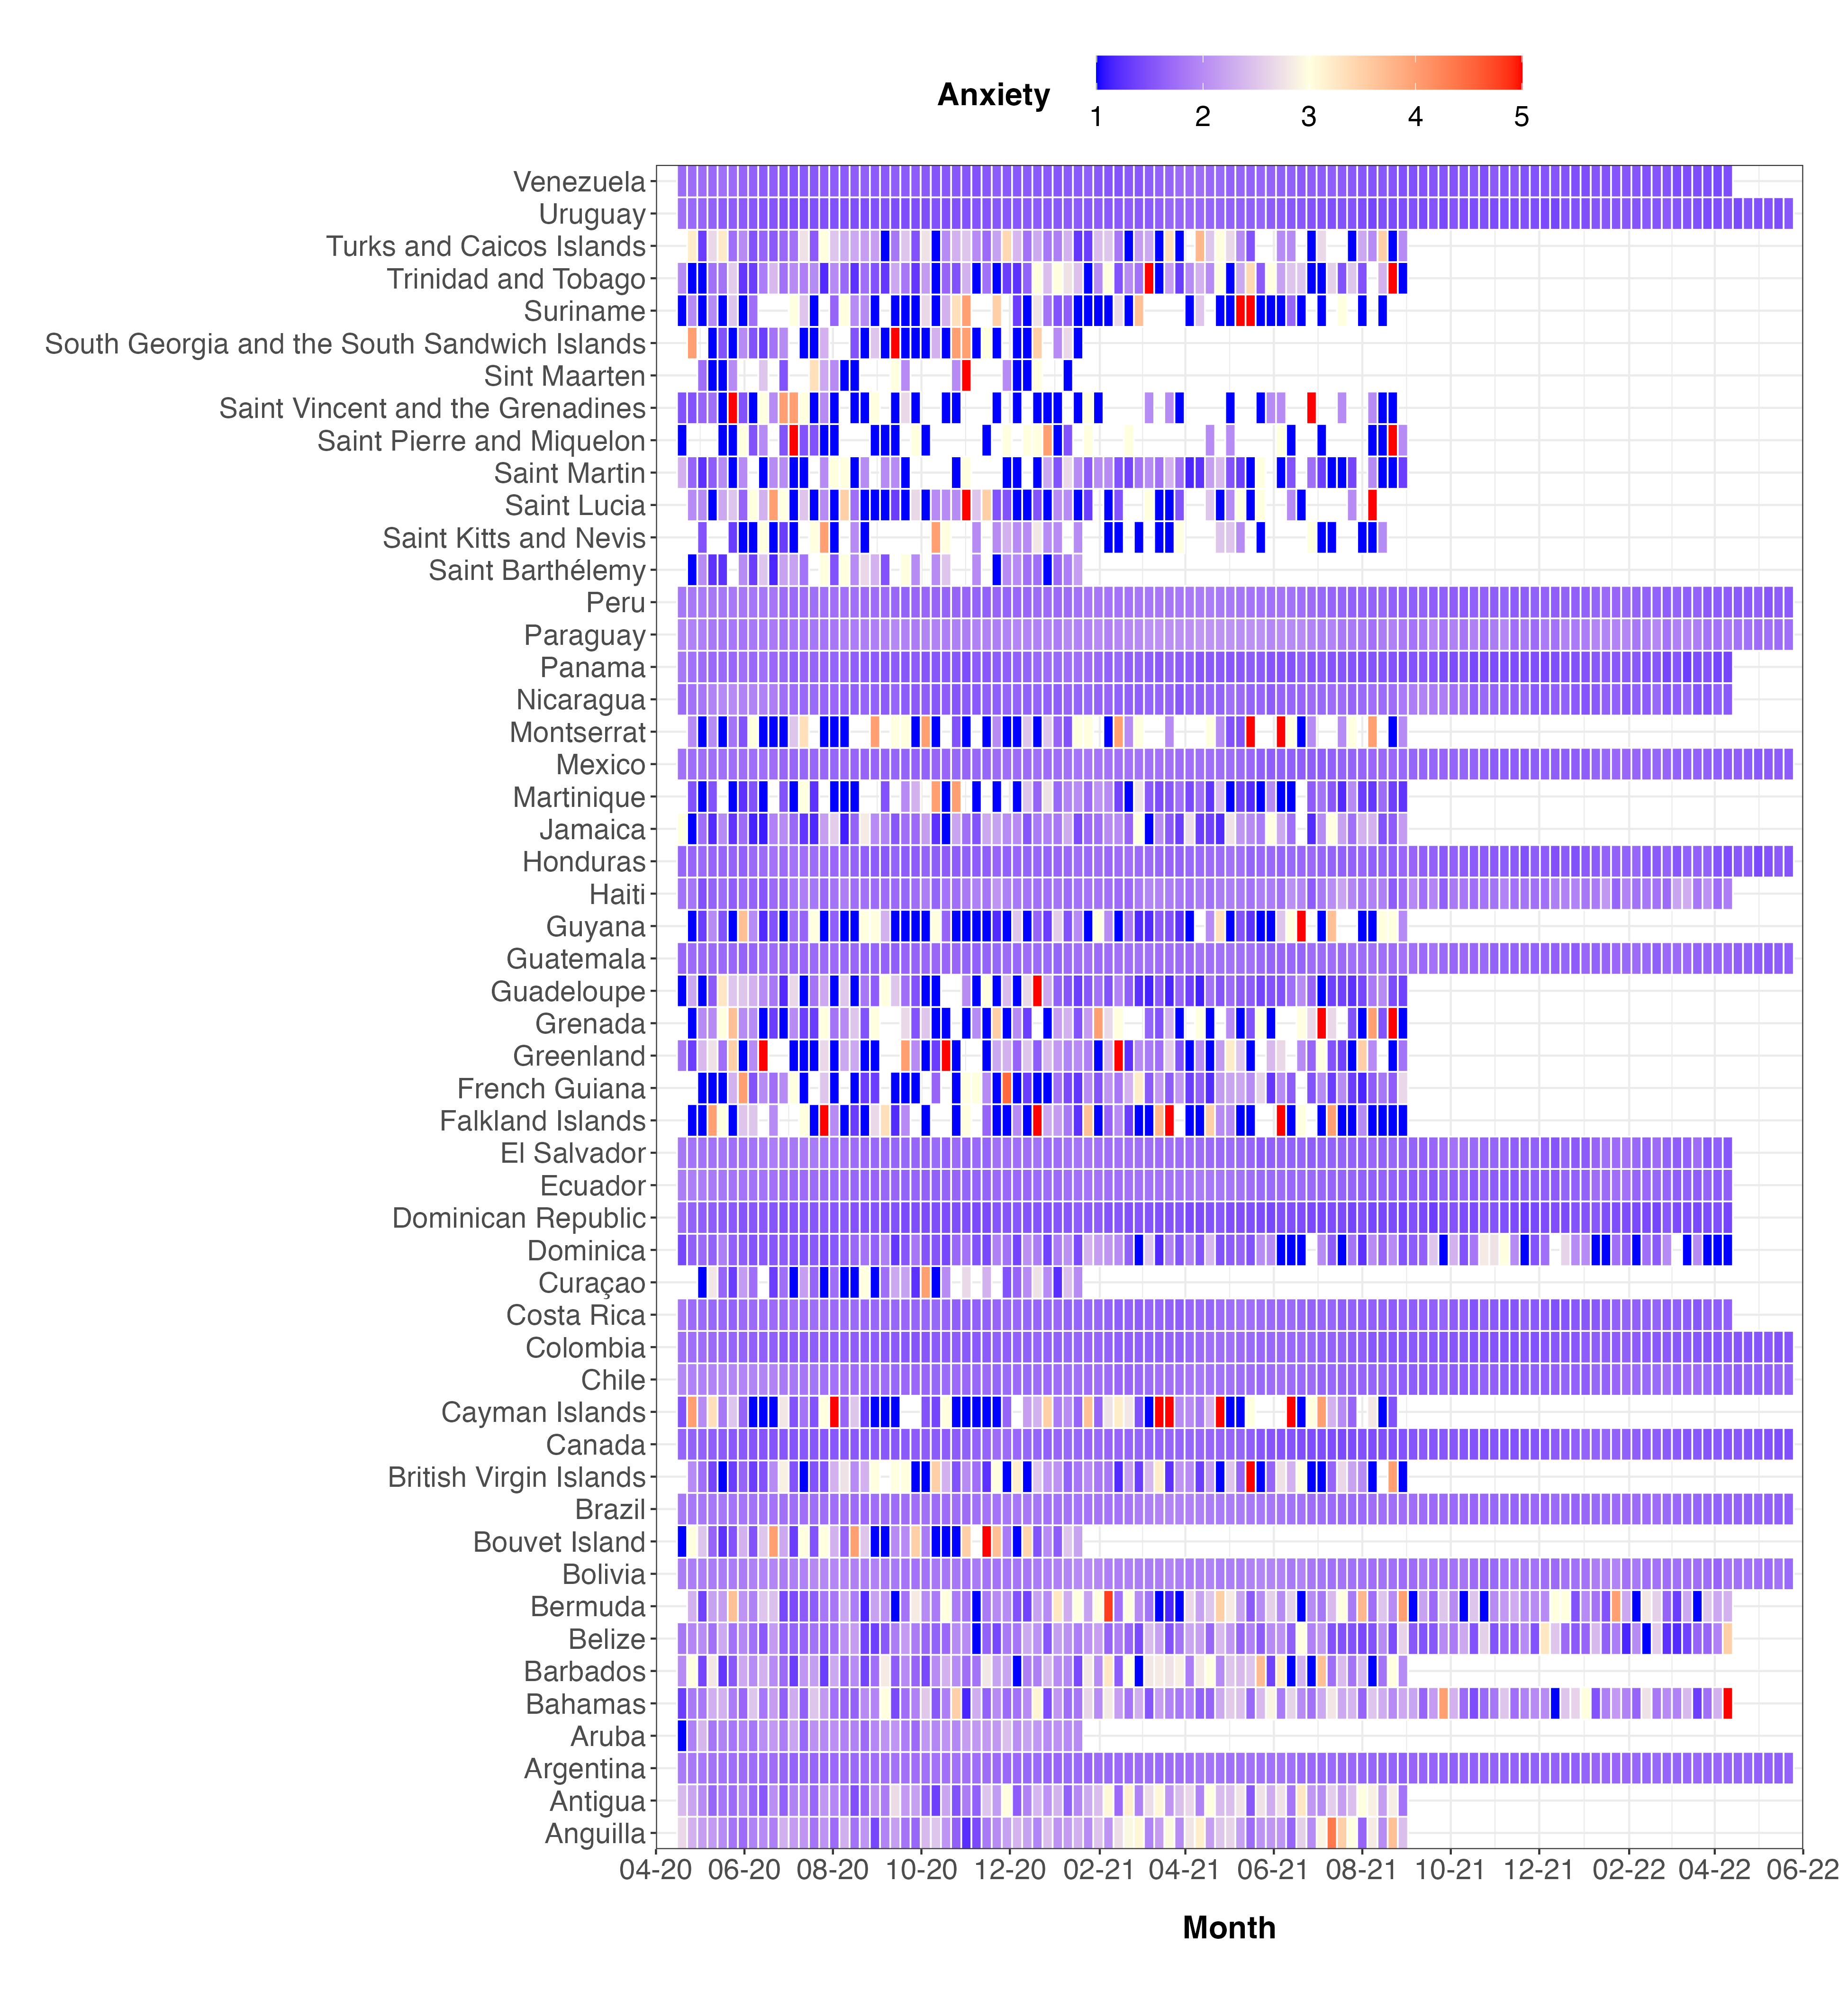 Anxiety
1 2 3 4 5
Venezuela
Uruguay
Turks and Caicos Islands
Trinidad and Tobago
Suriname
South Georgia and the South Sandwich Islands
Sint Maarten
Saint Vincent and the Grenadines
Saint Pierre and Miquelon
Saint Martin
Saint Lucia
Saint Kitts and Nevis
Saint Barthélemy
Peru
Paraguay
Panama
Nicaragua
Montserrat
Mexico
Martinique
Jamaica
Honduras
Haiti
Guyana
Guatemala
Guadeloupe
Grenada
Greenland
French Guiana
Falkland Islands
El Salvador
Ecuador
Dominican Republic
Dominica
Curaçao
Costa Rica
Colombia
Chile
Cayman Islands
Canada
British Virgin Islands
Brazil
Bouvet Island
Bolivia
Bermuda
Belize
Barbados
Bahamas
Aruba
Argentina
Antigua
Anguilla
04-20 06-20 08-20 10-20 12-20 02-21 04-21 06-21 08-21 10-21 12-21 02-22 04-22 06-22
Month